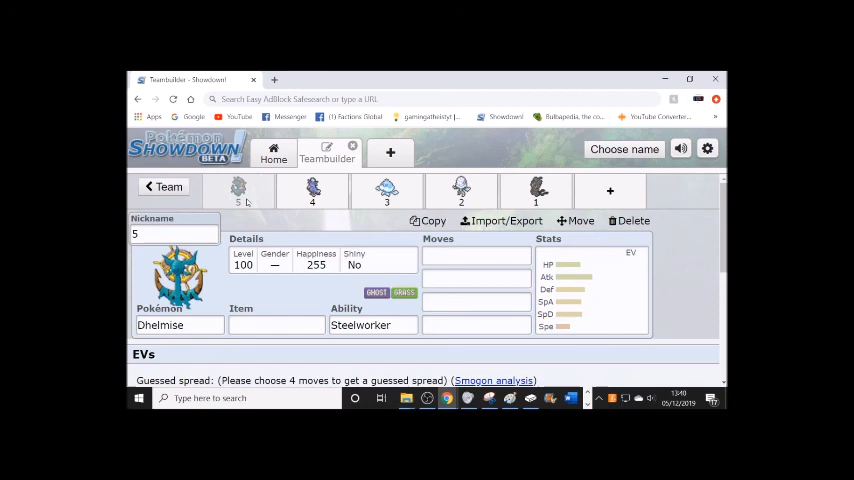 Teambuilder - Showdown!
Search Easy AdBlock Safesearch or type a URL
Apps Google YouTube Messenger (1) Factions Global gamingatheistyt |... Showdown! Bulbapedia, the co... YouTube Converter... »
Pokémon
SHOWDOWN!
BETA
Home
Teambuilder
Choose name
Team
5 4 3 2 1
Copy Import/Export Move Delete
Nickname
5
Details
Moves
Stats
Level Gender Happiness Shiny
100 — 255 No
EV
HP
Atk
Def
SpA
SpD
Spe
GHOST GRASS
Pokémon Item Ability
Dhelmise Steelworker
EVs
Guessed spread: (Please choose 4 moves to get a guessed spread) (Smogon analysis)
Type here to search
13:40
05/12/2019
17